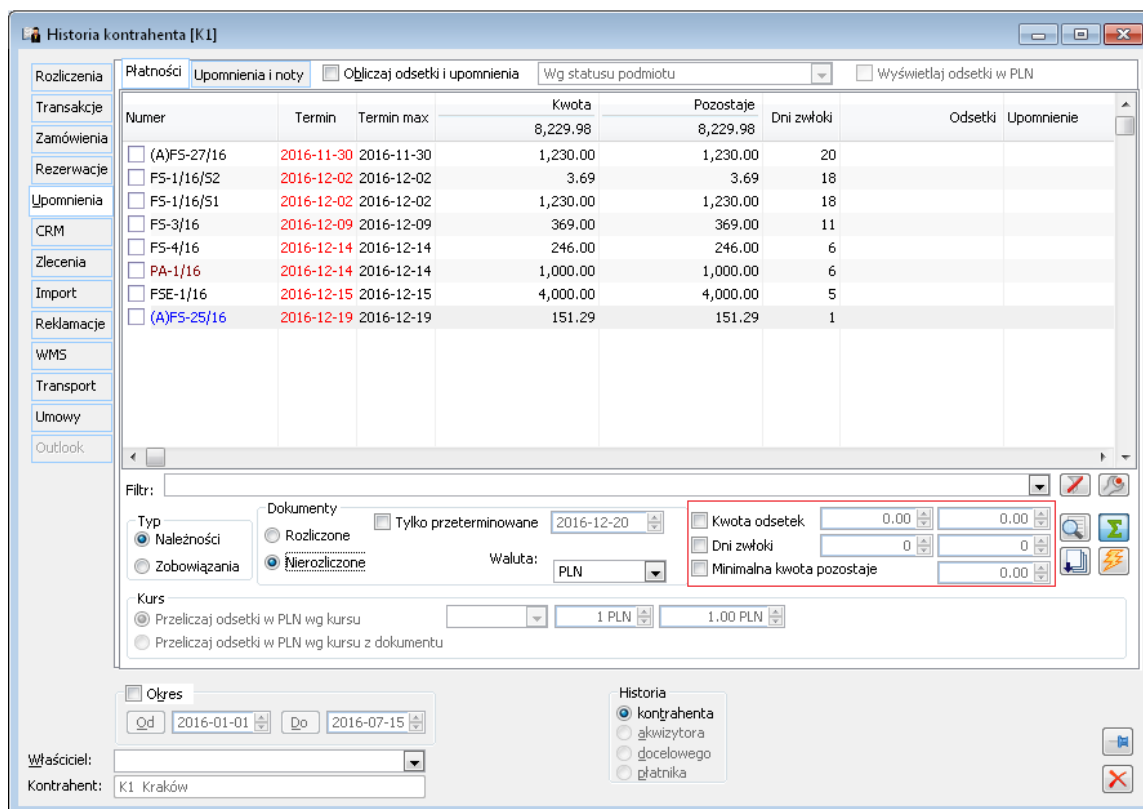 Historia kontrahenta [K1]
Rozliczenia
Transakcje
Zamówienia
Rezerwacje
Upomnienia
CRM
Zlecenia
Import
Reklamacje
WMS
Transport
Umowy
Outlook
Płatności Upomnienia i noty Obliczaj odsetki i upomnienia Wg statusu podmiotu Wyświetlaj odsetki w PLN
Numer Termin Termin max Kwota Pozostaje Dni zwłoki Odsetki Upomnienie
8,229.98 8,229.98
(A)FS-27/16 2016-11-30 2016-11-30 1,230.00 1,230.00 20
FS-1/16/S2 2016-12-02 2016-12-02 3.69 3.69 18
FS-1/16/S1 2016-12-02 2016-12-02 1,230.00 1,230.00 18
FS-3/16 2016-12-09 2016-12-09 369.00 369.00 11
FS-4/16 2016-12-14 2016-12-14 246.00 246.00 6
PA-1/16 2016-12-14 2016-12-14 1,000.00 1,000.00 6
FSE-1/16 2016-12-15 2016-12-15 4,000.00 4,000.00 5
(A)FS-25/16 2016-12-19 2016-12-19 151.29 151.29 1
Filtr:
Typ
Należności
Zobowiązania
Dokumenty
Rozliczone
Nierozliczone
Tylko przeterminowane 2016-12-20
Waluta: PLN
Kwota odsetek 0.00 0.00
Dni zwłoki 0 0
Minimalna kwota pozostaje 0.00
Kurs
Przeliczaj odsetki w PLN wg kursu 1 PLN 1.00 PLN
Przeliczaj odsetki w PLN wg kursu z dokumentu
Okres
Od 2016-01-01 Do 2016-07-15
Historia
kontrahenta
akwizytora
docelowego
płatnika
Właściciel:
Kontrahent: K1 Kraków